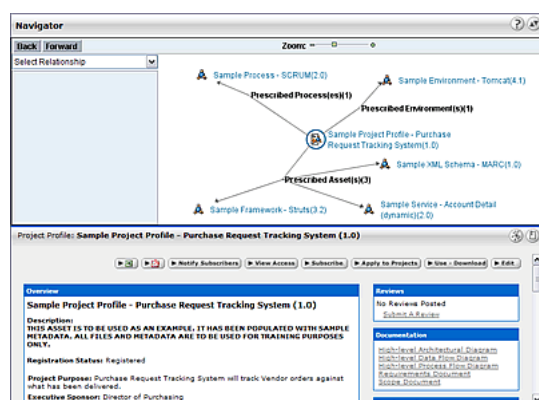 Navigator
Back Forward
Zoom:
Select Relationship
Sample Process - SCRUM(2.0)
Sample Environment - Tomcat(4.1)
Prescribed Process(es)(1)
Prescribed Environment(s)(1)
Sample Project Profile - Purchase
Request Tracking System(1.0)
Sample XML Schema - MARC(1.0)
Prescribed Asset(s)(3)
Sample Framework - Struts(3.2)
Sample Service - Account Detail
(dynamic)(2.0)
Project Profile: Sample Project Profile - Purchase Request Tracking System (1.0)
Notify Subscribers View Access Subscribe Apply to Projects Use - Download Edit
Overview
Sample Project Profile - Purchase Request Tracking System (1.0)
Description:
THIS ASSET IS TO BE USED AS AN EXAMPLE. IT HAS BEEN POPULATED WITH SAMPLE
METADATA. ALL FILES AND METADATA ARE TO BE USED FOR TRAINING PURPOSES
ONLY.
Registration Status: Registered
Project Purpose: Purchase Request Tracking System will track Vendor orders against
what has been delivered.
Executive Sponsor: Director of Purchasing
Reviews
No Reviews Posted
Submit A Review
Documentation
High-level Architectural Diagram
High-level Data Flow Diagram
High-level Process Flow Diagram
Requirements Document
Scope Document